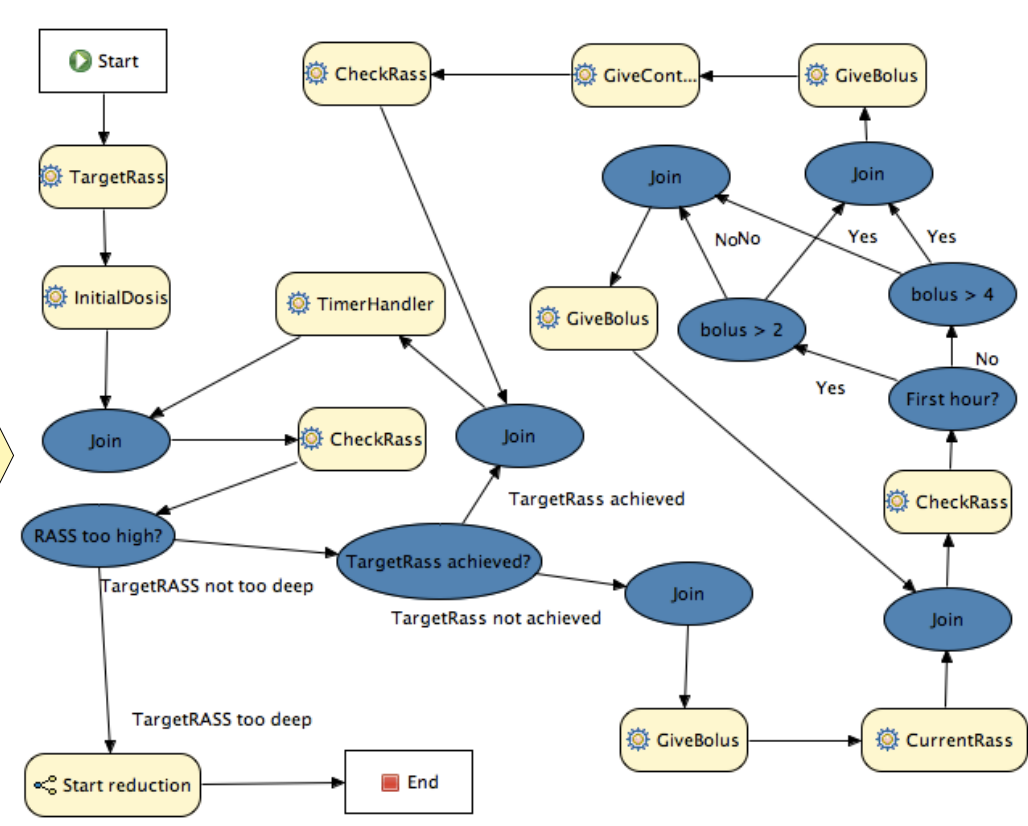 Start
CheckRass
GiveCont...
GiveBolus
TargetRass
Join
Join
NoNo
Yes
Yes
InitialDosis
TimerHandler
bolus > 4
GiveBolus
bolus > 2
No
Yes
First hour?
Join
CheckRass
Join
TargetRass achieved
CheckRass
RASS too high?
TargetRass achieved?
TargetRASS not too deep
Join
TargetRass not achieved
Join
TargetRASS too deep
GiveBolus
CurrentRass
Start reduction
End